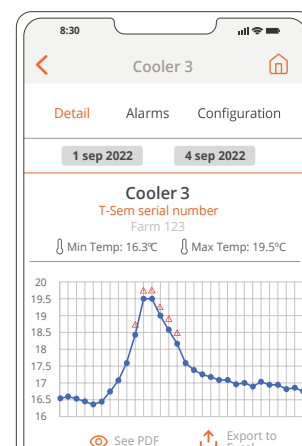 8:30
Cooler 3
Detail Alarms Configuration
1 sep 2022 4 sep 2022
Cooler 3
T-Sem serial number
Farm 123
Min Temp: 16.3ºC Max Temp: 19.5ºC
20
19.5
19
18.5
18
17.5
17
16.5
16
See PDF Export to
Excel